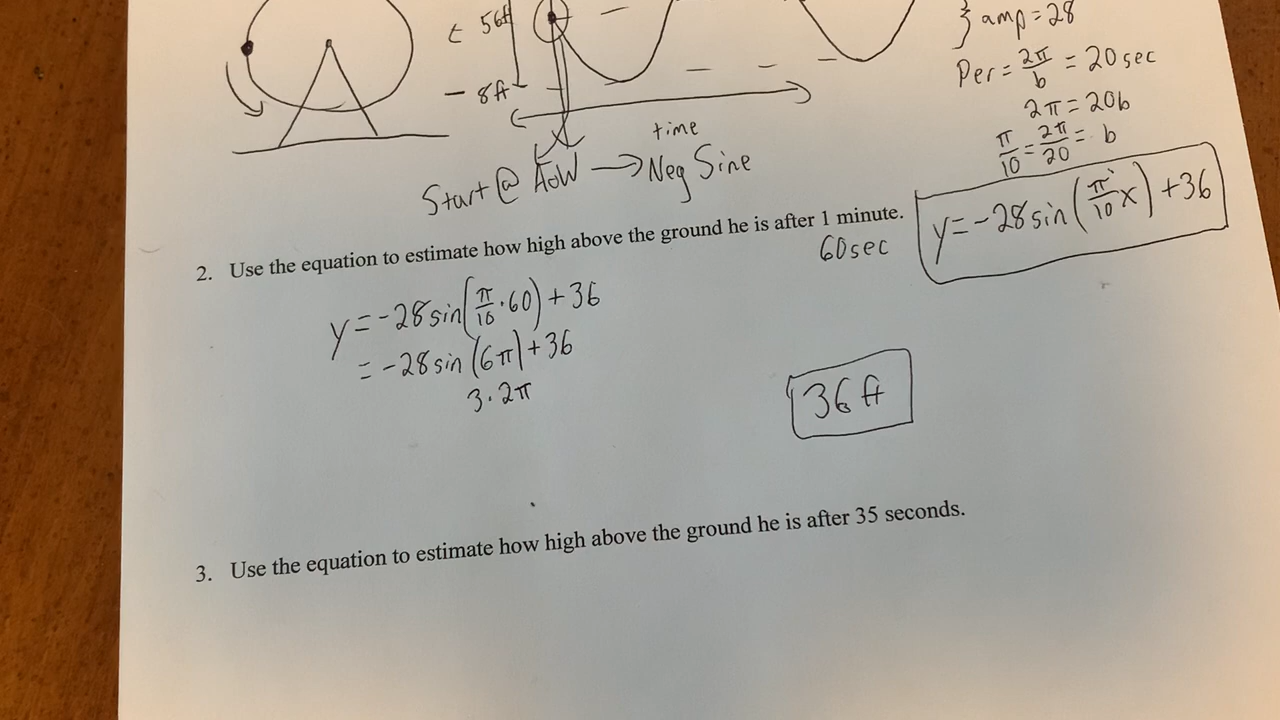 } amp = 28
← 56ft
Per = 2π/b = 20 sec
- 8ft
2π = 20b
time
π/10 = 2π/20 = b
Start @ AoW → Neg Sine
y = -28 sin(π/10 x) + 36
2. Use the equation to estimate how high above the ground he is after 1 minute.
60 sec
y = -28 sin(π/10 · 60) + 36
= -28 sin (6π) + 36
3 · 2π
36 ft
3. Use the equation to estimate how high above the ground he is after 35 seconds.